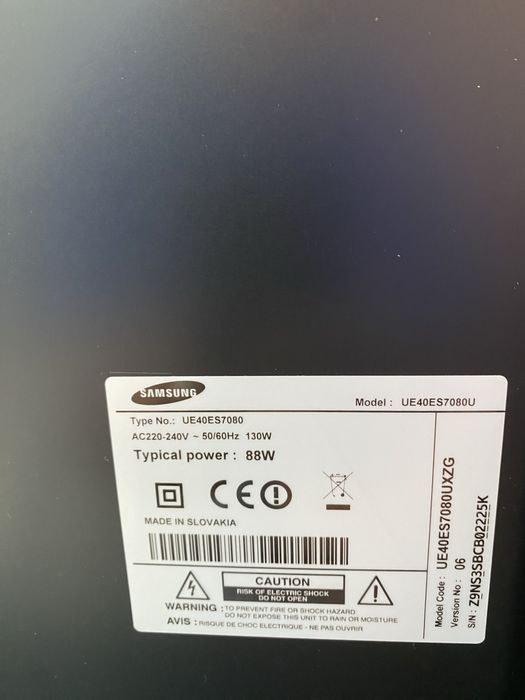 SAMSUNG
Model : UE40ES7080U
Type No.: UE40ES7080
AC220-240V ~ 50/60Hz 130W
Typical power : 88W
CE
MADE IN SLOVAKIA
CAUTION
RISK OF ELECTRIC SHOCK
DO NOT OPEN
WARNING : TO PREVENT FIRE OR SHOCK HAZARD
DO NOT EXPOSE THIS UNIT TO RAIN OR MOISTURE
AVIS : RISQUE DE CHOC ELECTRIQUE - NE PAS OUVRIR
Model Code : UE40ES7080UXZG
Version No : 06
S/N : Z9NS3SBCB02225K